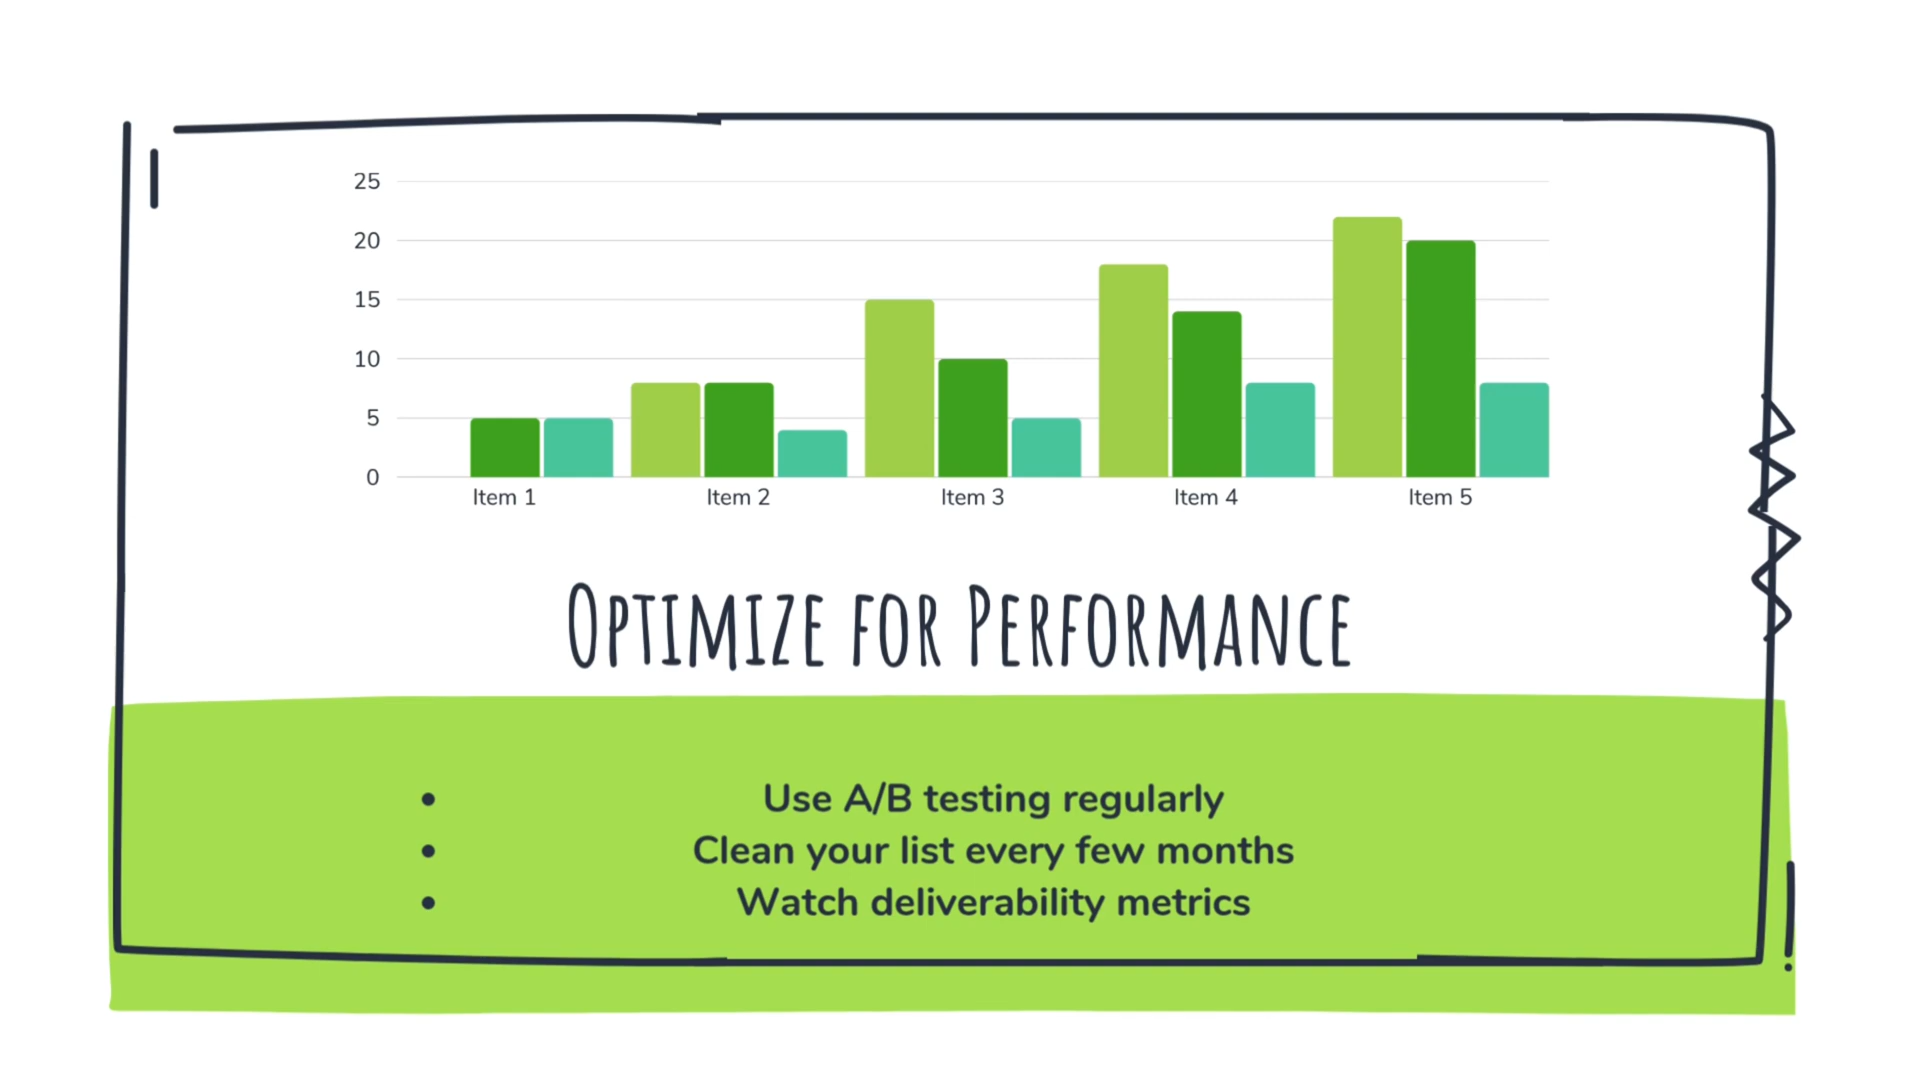 25
20
15
10
5
0
Item 1 Item 2 Item 3 Item 4 Item 5
Optimize for Performance
• Use A/B testing regularly
• Clean your list every few months
• Watch deliverability metrics